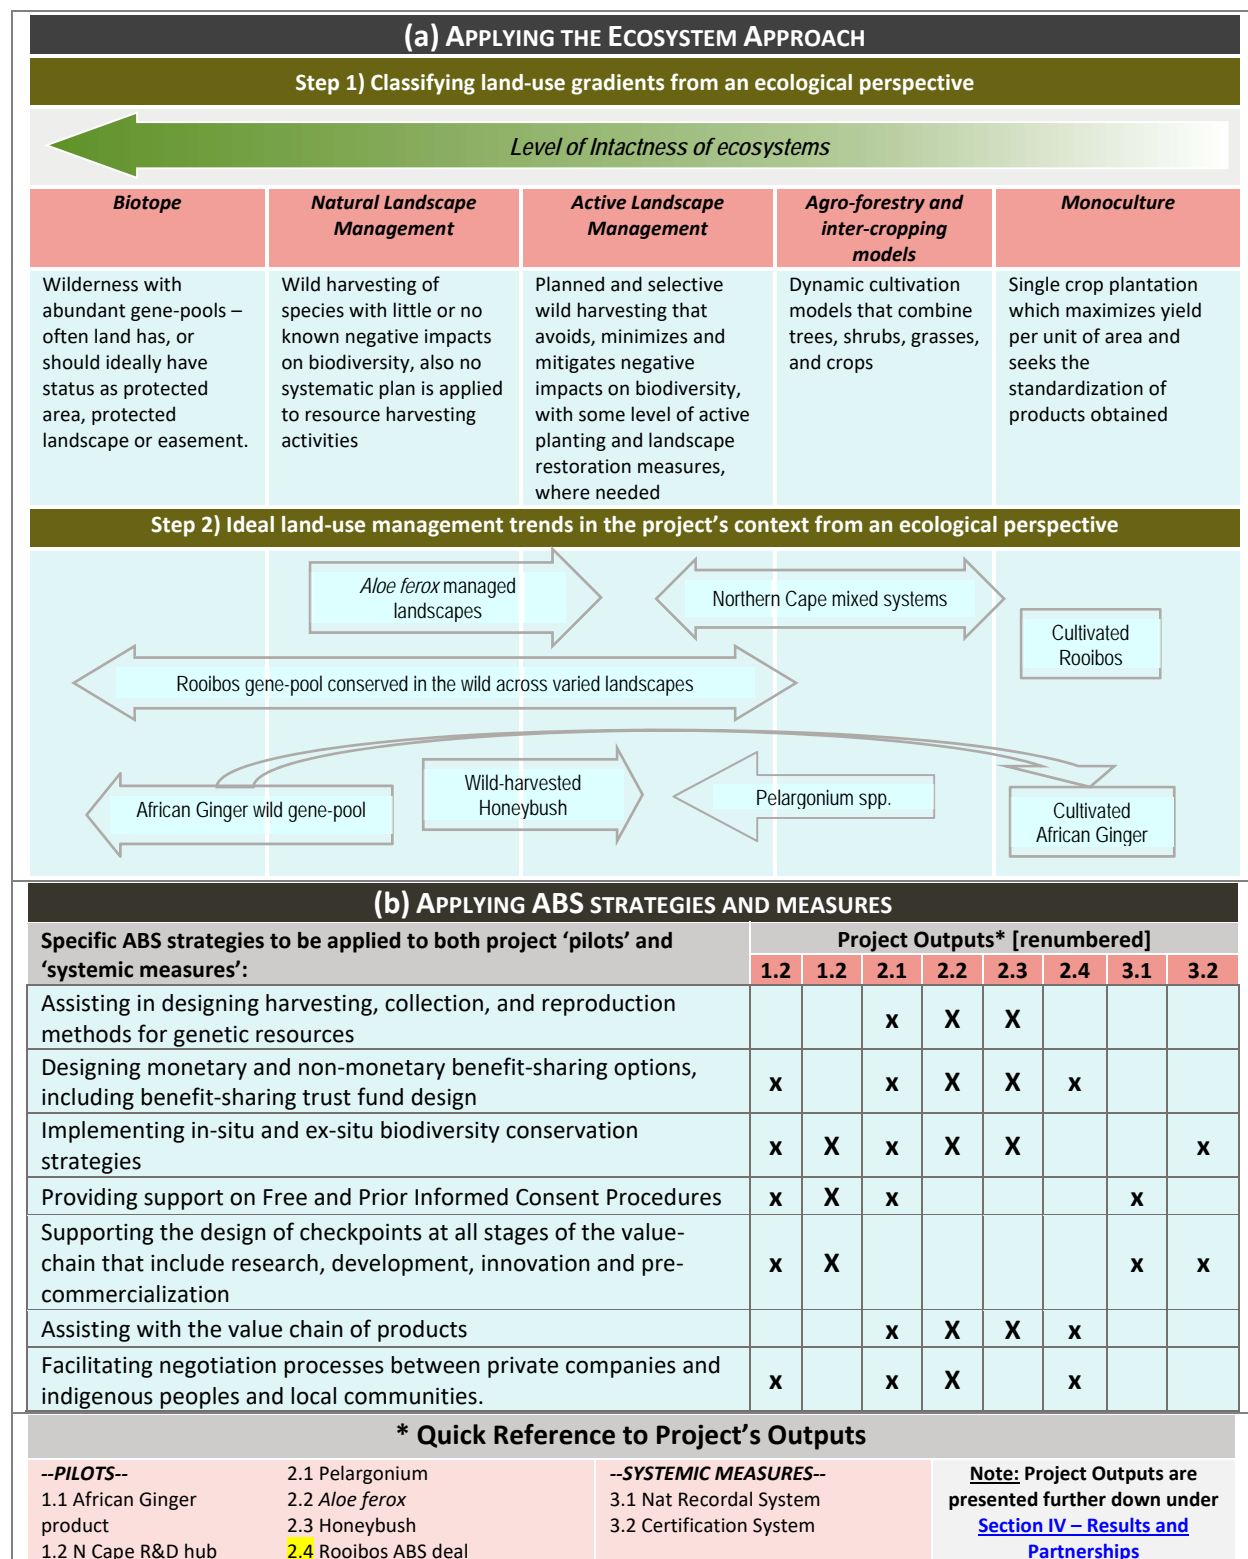 (a) APPLYING THE ECOSYSTEM APPROACH
Step 1) Classifying land-use gradients from an ecological perspective
Level of Intactness of ecosystems
Biotope
Natural Landscape
Management
Active Landscape
Management
Agro-forestry and
inter-cropping
models
Monoculture
Wilderness with
abundant gene-pools –
often land has, or
should ideally have
status as protected
area, protected
landscape or easement.
Wild harvesting of
species with little or no
known negative impacts
on biodiversity, also no
systematic plan is applied
to resource harvesting
activities
Planned and selective
wild harvesting that
avoids, minimizes and
mitigates negative
impacts on biodiversity,
with some level of active
planting and landscape
restoration measures,
where needed
Dynamic cultivation
models that combine
trees, shrubs, grasses,
and crops
Single crop plantation
which maximizes yield
per unit of area and
seeks the
standardization of
products obtained
Step 2) Ideal land-use management trends in the project's context from an ecological perspective
Aloe ferox managed
landscapes
Northern Cape mixed systems
Cultivated
Rooibos
Rooibos gene-pool conserved in the wild across varied landscapes
African Ginger wild gene-pool
Wild-harvested
Honeybush
Pelargonium spp.
Cultivated
African Ginger
(b) APPLYING ABS STRATEGIES AND MEASURES
Specific ABS strategies to be applied to both project 'pilots' and
'systemic measures':
Project Outputs* [renumbered]
1.2 1.2 2.1 2.2 2.3 2.4 3.1 3.2
Assisting in designing harvesting, collection, and reproduction
methods for genetic resources
x X X
Designing monetary and non-monetary benefit-sharing options,
including benefit-sharing trust fund design
x x X X x
Implementing in-situ and ex-situ biodiversity conservation
strategies
x X x X X x
Providing support on Free and Prior Informed Consent Procedures
x X x x
Supporting the design of checkpoints at all stages of the value-
chain that include research, development, innovation and pre-
commercialization
x X x x
Assisting with the value chain of products
x X X x
Facilitating negotiation processes between private companies and
indigenous peoples and local communities.
x x X x
* Quick Reference to Project's Outputs
--PILOTS--
1.1 African Ginger
product
1.2 N Cape R&D hub
2.1 Pelargonium
2.2 Aloe ferox
2.3 Honeybush
2.4 Rooibos ABS deal
--SYSTEMIC MEASURES--
3.1 Nat Recordal System
3.2 Certification System
Note: Project Outputs are
presented further down under
Section IV – Results and
Partnerships